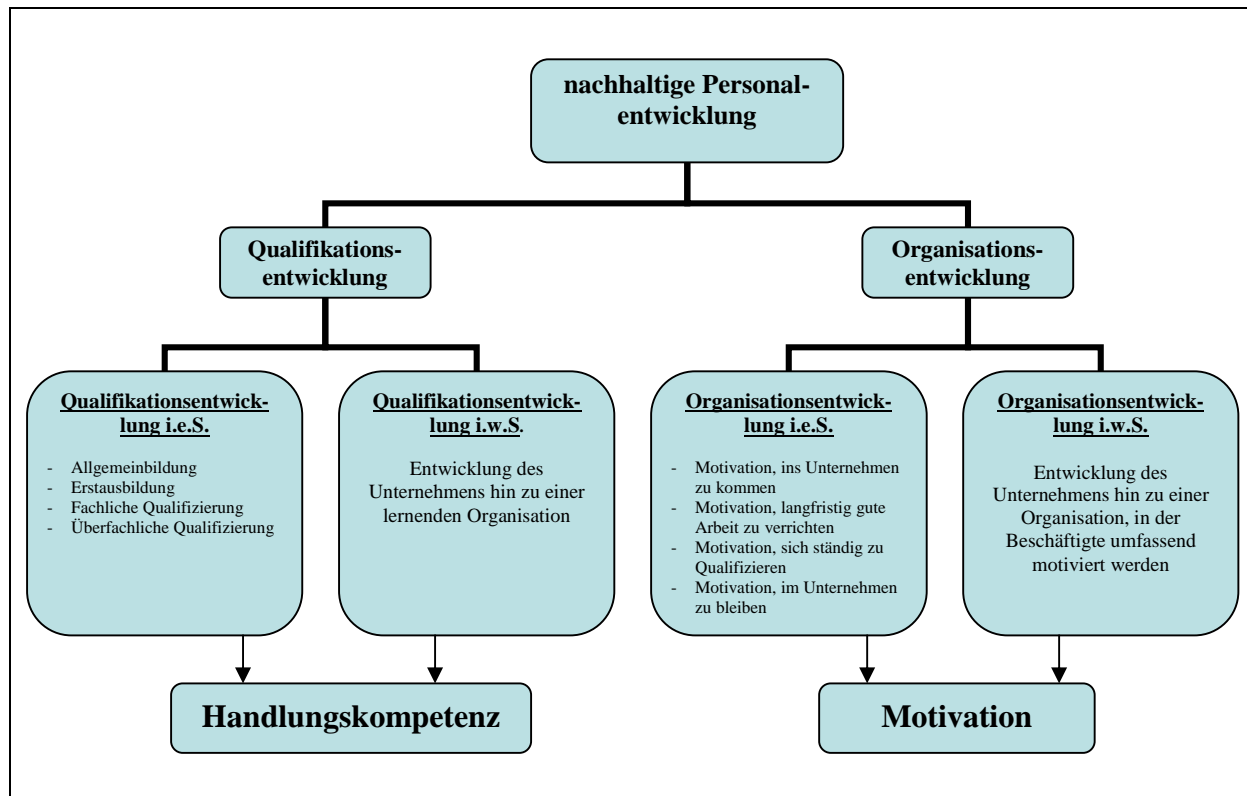 nachhaltige Personal-
entwicklung
Qualifikations-
entwicklung
Organisations-
entwicklung
Qualifikationsentwick-
lung i.e.S.
- Allgemeinbildung
- Erstausbildung
- Fachliche Qualifizierung
- Überfachliche Qualifizierung
Qualifikationsentwick-
lung i.w.S.
Entwicklung des
Unternehmens hin zu einer
lernenden Organisation
Organisationsentwick-
lung i.e.S.
- Motivation, ins Unternehmen
zu kommen
- Motivation, langfristig gute
Arbeit zu verrichten
- Motivation, sich ständig zu
Qualifizieren
- Motivation, im Unternehmen
zu bleiben
Organisationsentwick-
lung i.w.S.
Entwicklung des
Unternehmens hin zu einer
Organisation, in der
Beschäftigte umfassend
motiviert werden
Handlungskompetenz
Motivation